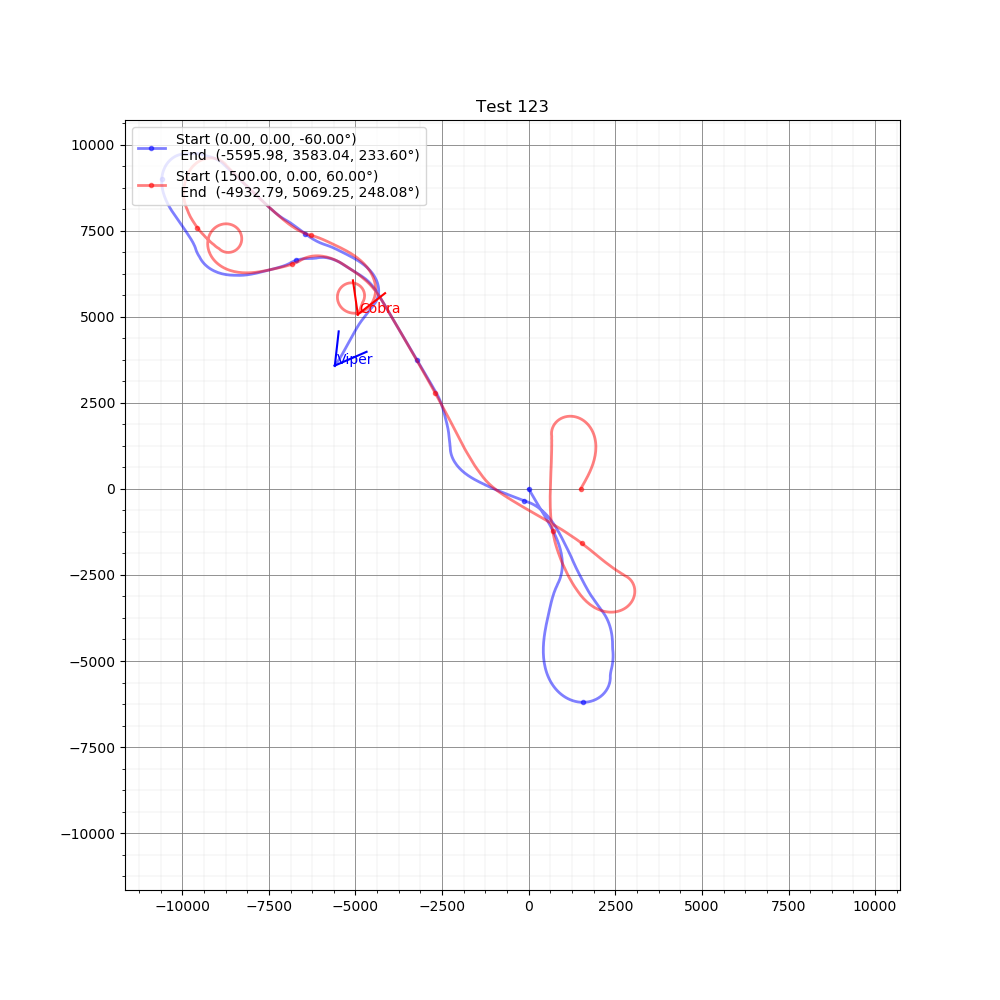 Test 123
Start (0.00, 0.00, -60.00°)
End (-5595.98, 3583.04, 233.60°)
Start (1500.00, 0.00, 60.00°)
End (-4932.79, 5069.25, 248.08°)
10000
7500
5000
2500
0
−2500
−5000
−7500
−10000
Cobra
Viper
−10000 −7500 −5000 −2500 0 2500 5000 7500 10000